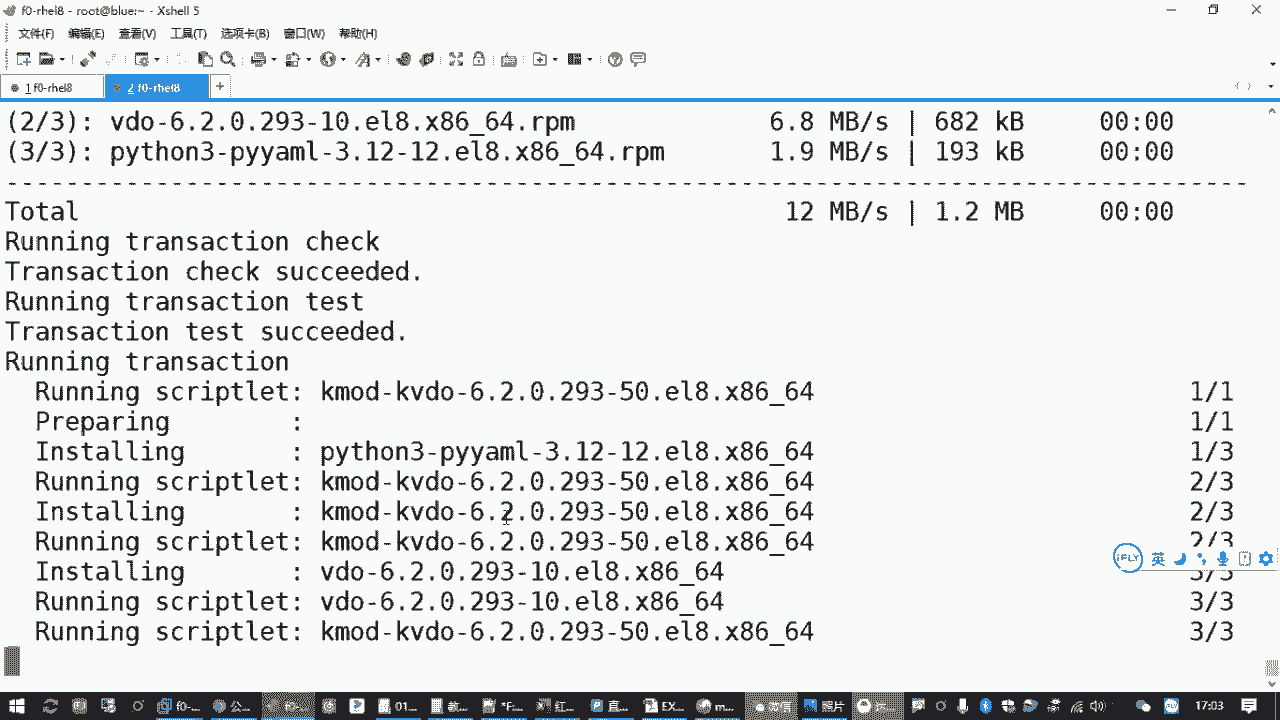 f0-rhel8 - root@blue:~ - Xshell 5
文件(F) 编辑(E) 查看(V) 工具(T) 选项卡(B) 窗口(W) 帮助(H)
1 f0-rhel8 2 f0-rhel8 +
(2/3): vdo-6.2.0.293-10.el8.x86_64.rpm 6.8 MB/s | 682 kB 00:00
(3/3): python3-pyyaml-3.12-12.el8.x86_64.rpm 1.9 MB/s | 193 kB 00:00
--------------------------------------------------------------------------------
Total 12 MB/s | 1.2 MB 00:00
Running transaction check
Transaction check succeeded.
Running transaction test
Transaction test succeeded.
Running transaction
Running scriptlet: kmod-kvdo-6.2.0.293-50.el8.x86_64 1/1
Preparing : 1/1
Installing : python3-pyyaml-3.12-12.el8.x86_64 1/3
Running scriptlet: kmod-kvdo-6.2.0.293-50.el8.x86_64 2/3
Installing : kmod-kvdo-6.2.0.293-50.el8.x86_64 2/3
Running scriptlet: kmod-kvdo-6.2.0.293-50.el8.x86_64 2/3
iFLY 英
Installing : vdo-6.2.0.293-10.el8.x86_64 3/3
Running scriptlet: vdo-6.2.0.293-10.el8.x86_64 3/3
Running scriptlet: kmod-kvdo-6.2.0.293-50.el8.x86_64 3/3
f0-... 公... 01... 教... *F... 红... 直... EX... m... 照片 17:03